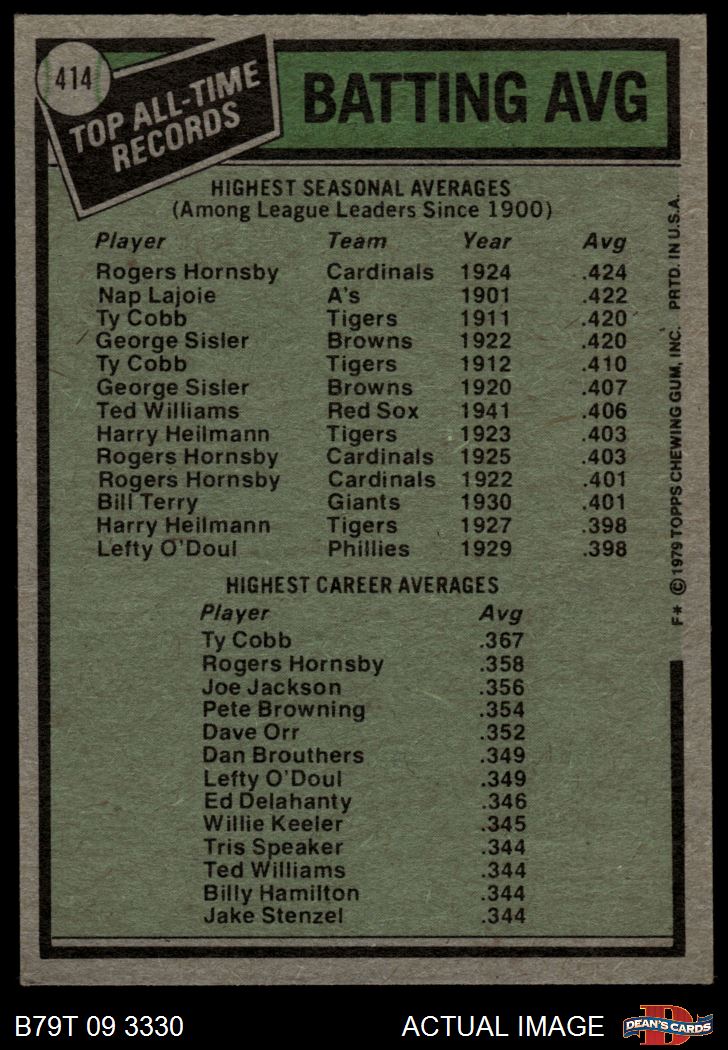 414
TOP ALL-TIME
RECORDS
BATTING AVG
HIGHEST SEASONAL AVERAGES
(Among League Leaders Since 1900)
Player Team Year Avg
Rogers Hornsby Cardinals 1924 .424
Nap Lajoie A's 1901 .422
Ty Cobb Tigers 1911 .420
George Sisler Browns 1922 .420
Ty Cobb Tigers 1912 .410
George Sisler Browns 1920 .407
Ted Williams Red Sox 1941 .406
Harry Heilmann Tigers 1923 .403
Rogers Hornsby Cardinals 1925 .403
Rogers Hornsby Cardinals 1922 .401
Bill Terry Giants 1930 .401
Harry Heilmann Tigers 1927 .398
Lefty O'Doul Phillies 1929 .398
HIGHEST CAREER AVERAGES
Player Avg
Ty Cobb .367
Rogers Hornsby .358
Joe Jackson .356
Pete Browning .354
Dave Orr .352
Dan Brouthers .349
Lefty O'Doul .349
Ed Delahanty .346
Willie Keeler .345
Tris Speaker .344
Ted Williams .344
Billy Hamilton .344
Jake Stenzel .344
F* © 1979 TOPPS CHEWING GUM, INC. PRTD. IN U.S.A.
B79T 09 3330 ACTUAL IMAGE
D
DEAN'S CARDS